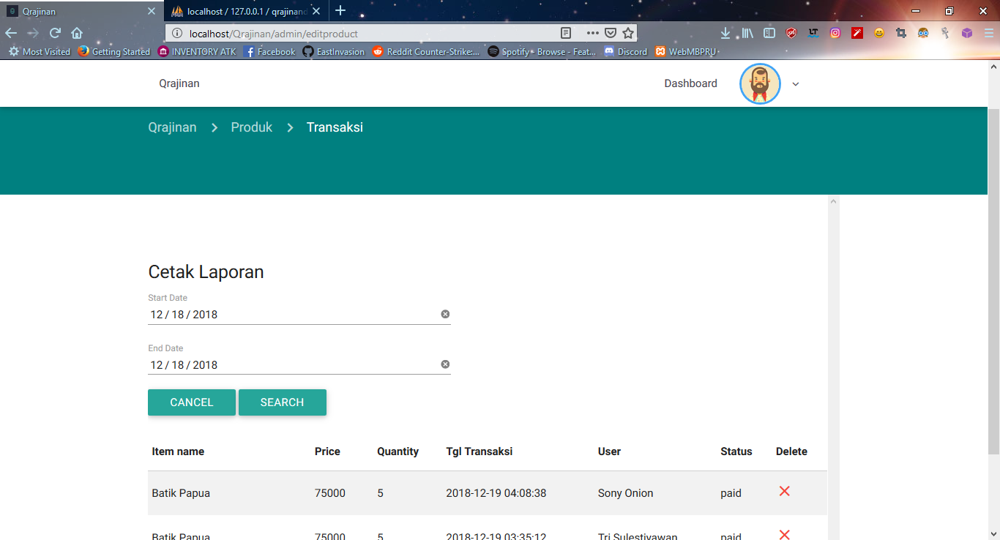 Qrajinan
localhost / 127.0.0.1 / qrajinand
localhost/Qrajinan/admin/editproduct
Most Visited Getting Started INVENTORY ATK Facebook EastInvasion Reddit Counter-Strike:... Spotify - Browse - Feat... Discord WebMBPRU
Qrajinan Dashboard
Qrajinan Produk Transaksi
Cetak Laporan
Start Date
12 / 18 / 2018
End Date
12 / 18 / 2018
CANCEL SEARCH
Item name Price Quantity Tgl Transaksi User Status Delete
Batik Papua 75000 5 2018-12-19 04:08:38 Sony Onion paid
Batik Papua 75000 5 2018-12-19 03:35:12 Tri Sulestiyawan paid